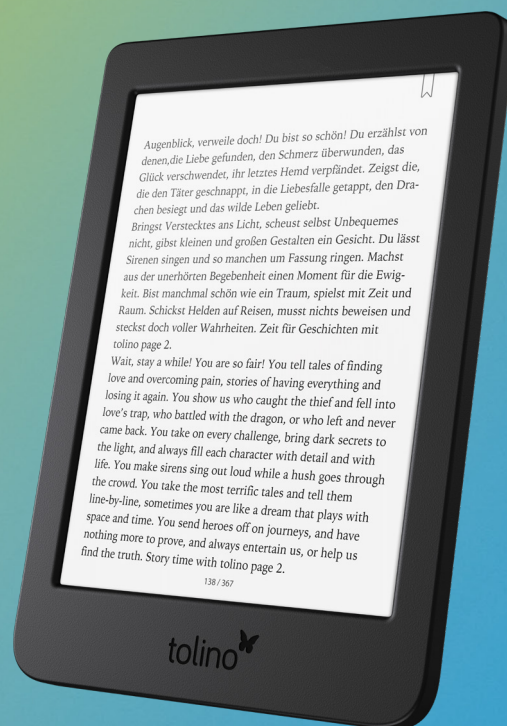 Augenblick, verweile doch! Du bist so schön! Du erzählst von
denen,die Liebe gefunden, den Schmerz überwunden, das
Glück verschwendet, ihr letztes Hemd verpfändet. Zeigst die,
die den Täter geschnappt, in die Liebesfalle getappt, den Dra-
chen besiegt und das wilde Leben geliebt.
Bringst Verstecktes ans Licht, scheust selbst Unbequemes
nicht, gibst kleinen und großen Gestalten ein Gesicht. Du lässt
Sirenen singen und so manchen um Fassung ringen. Machst
aus der unerhörten Begebenheit einen Moment für die Ewig-
keit. Bist manchmal schön wie ein Traum, spielst mit Zeit und
Raum. Schickst Helden auf Reisen, musst nichts beweisen und
steckst doch voller Wahrheiten. Zeit für Geschichten mit
tolino page 2.
Wait, stay a while! You are so fair! You tell tales of finding
love and overcoming pain, stories of having everything and
losing it again. You show us who caught the thief and fell into
love's trap, who battled with the dragon, or who left and never
came back. You take on every challenge, bring dark secrets to
the light, and always fill each character with detail and with
life. You make sirens sing out loud while a hush goes through
the crowd. You take the most terrific tales and tell them
line-by-line, sometimes you are like a dream that plays with
space and time. You send heroes off on journeys, and have
nothing more to prove, and always entertain us, or help us
find the truth. Story time with tolino page 2.
138 / 367
tolino